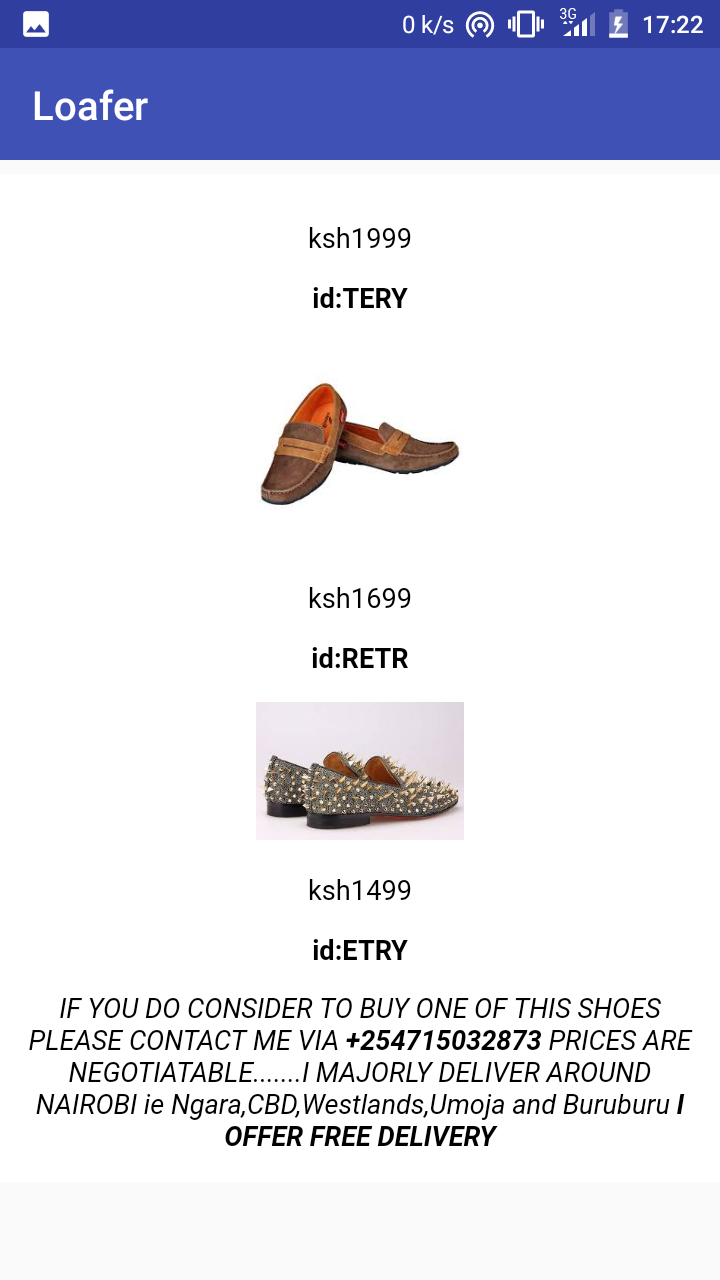 0 k/s 3G 17:22
Loafer
ksh1999
id:TERY
ksh1699
id:RETR
ksh1499
id:ETRY
IF YOU DO CONSIDER TO BUY ONE OF THIS SHOES
PLEASE CONTACT ME VIA +254715032873 PRICES ARE
NEGOTIATABLE.......I MAJORLY DELIVER AROUND
NAIROBI ie Ngara,CBD,Westlands,Umoja and Buruburu I
OFFER FREE DELIVERY